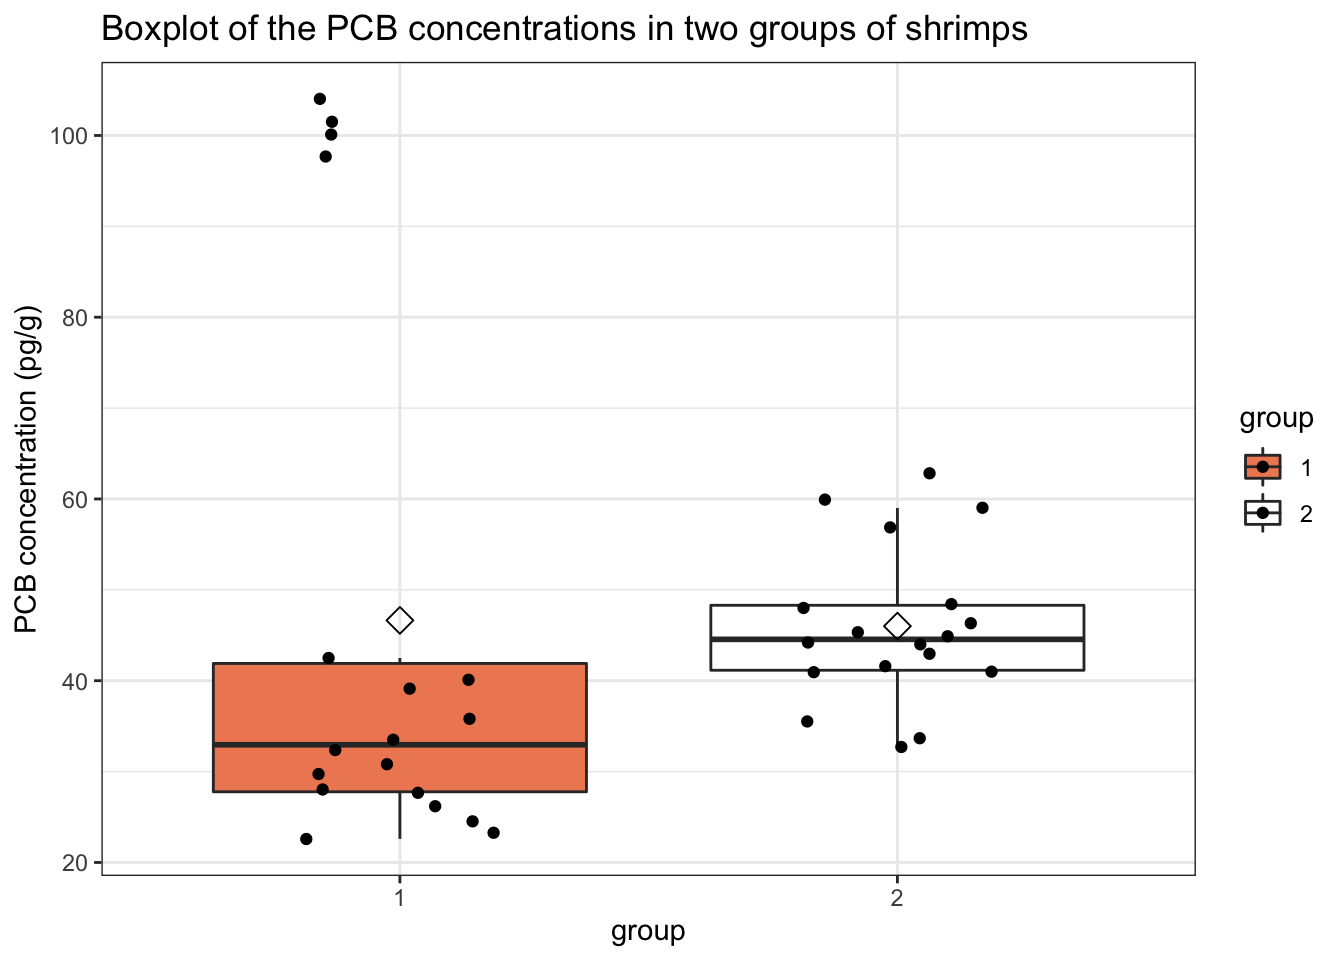 Boxplot of the PCB concentrations in two groups of shrimps
PCB concentration (pg/g)
100
80
60
40
20
1
2
group
group
1
2